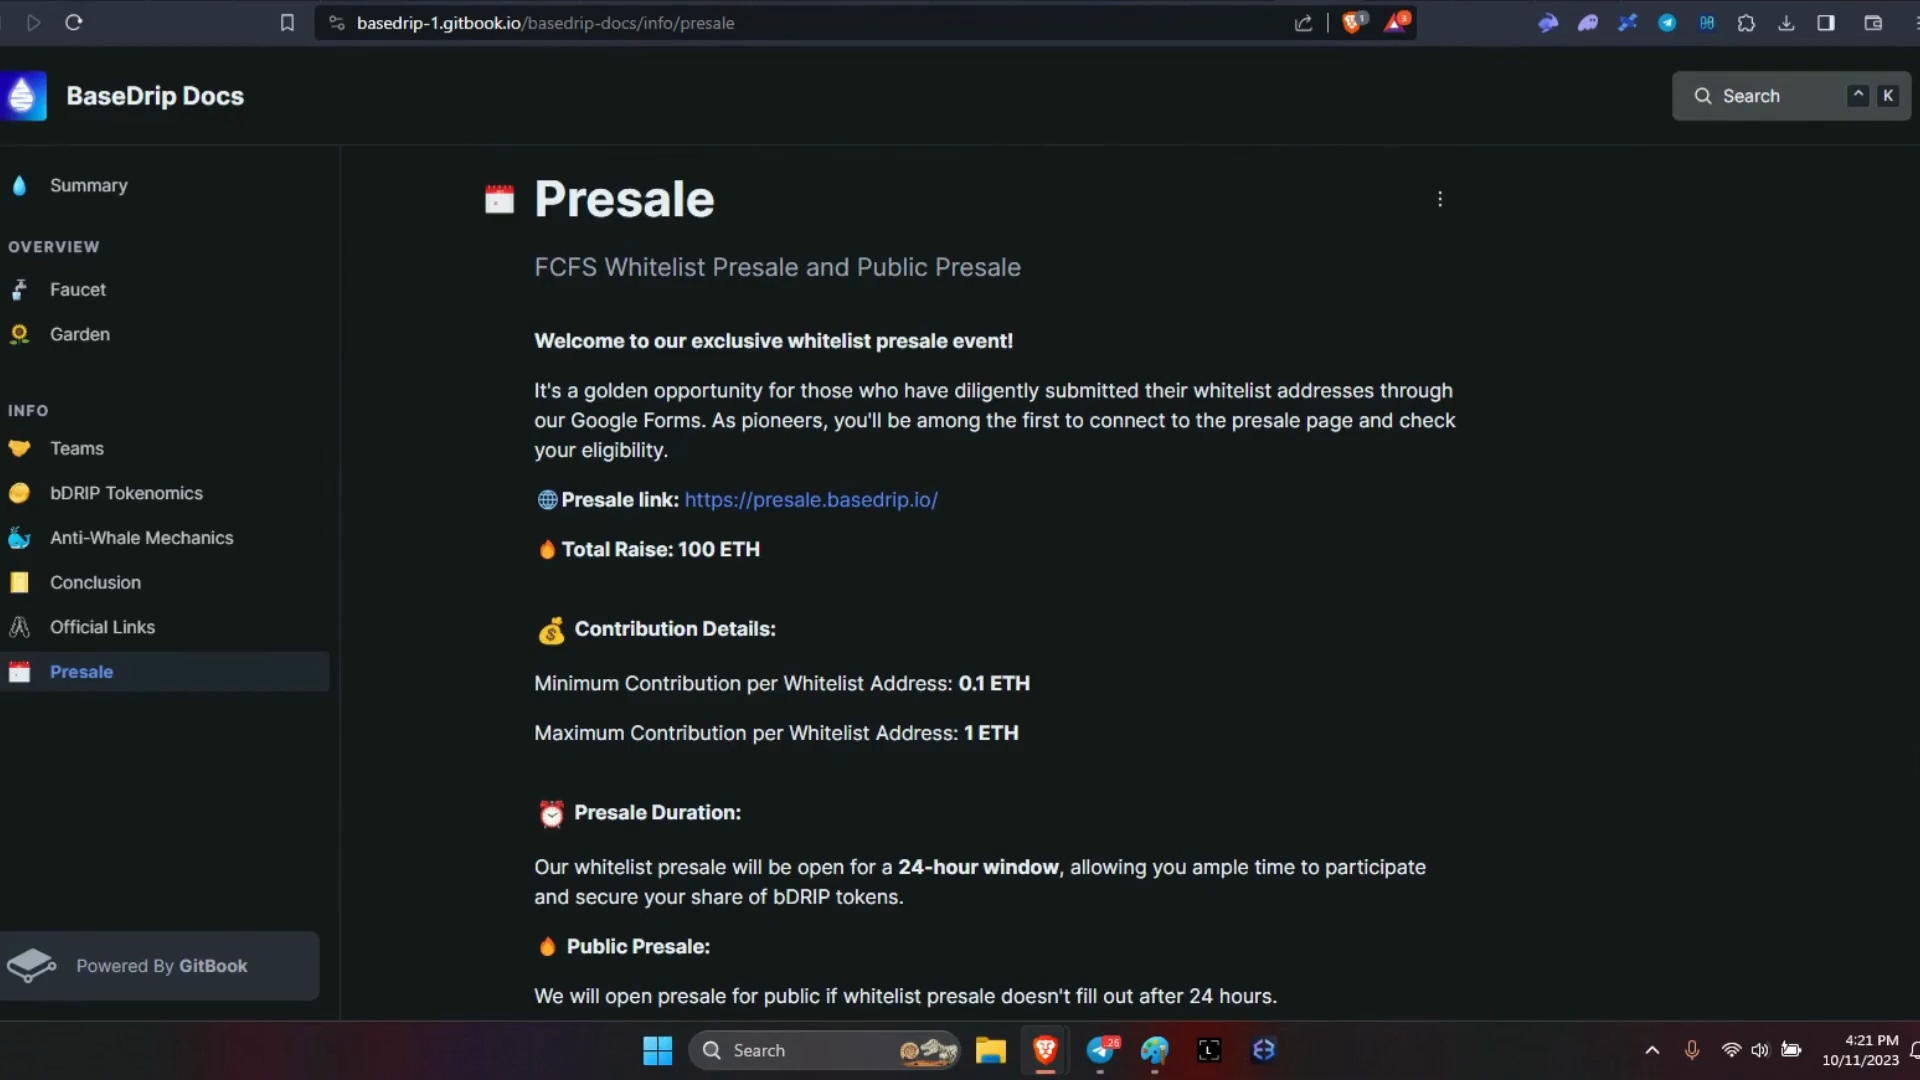 basedrip-1.gitbook.io/basedrip-docs/info/presale
1
3
BaseDrip Docs
Search
^ K
Summary
OVERVIEW
Faucet
Garden
INFO
Teams
bDRIP Tokenomics
Anti-Whale Mechanics
Conclusion
Official Links
Presale
Powered By GitBook
Presale
FCFS Whitelist Presale and Public Presale
Welcome to our exclusive whitelist presale event!
It's a golden opportunity for those who have diligently submitted their whitelist addresses through
our Google Forms. As pioneers, you'll be among the first to connect to the presale page and check
your eligibility.
Presale link: https://presale.basedrip.io/
Total Raise: 100 ETH
Contribution Details:
Minimum Contribution per Whitelist Address: 0.1 ETH
Maximum Contribution per Whitelist Address: 1 ETH
Presale Duration:
Our whitelist presale will be open for a 24-hour window, allowing you ample time to participate
and secure your share of bDRIP tokens.
Public Presale:
We will open presale for public if whitelist presale doesn't fill out after 24 hours.
Search
26
L
4:21 PM
10/11/2023